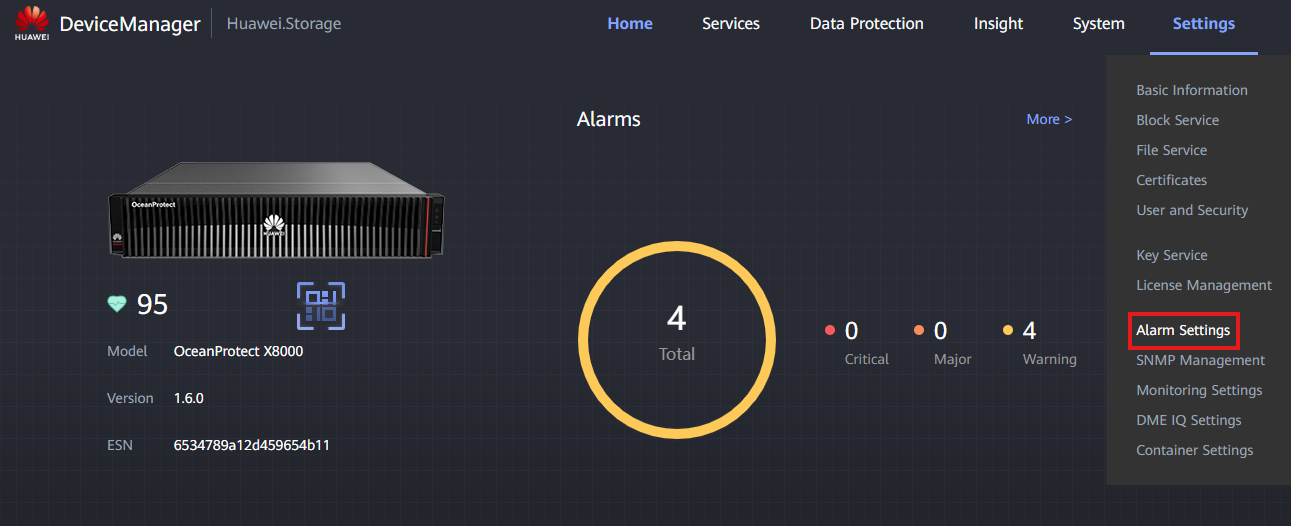 HUAWEI
DeviceManager
Huawei.Storage
Home
Services
Data Protection
Insight
System
Settings
Alarms
More >
OceanProtect
HUAWEI
95
Model
OceanProtect X8000
Version
1.6.0
ESN
6534789a12d459654b11
4
Total
0
Critical
0
Major
4
Warning
Basic Information
Block Service
File Service
Certificates
User and Security
Key Service
License Management
Alarm Settings
SNMP Management
Monitoring Settings
DME IQ Settings
Container Settings